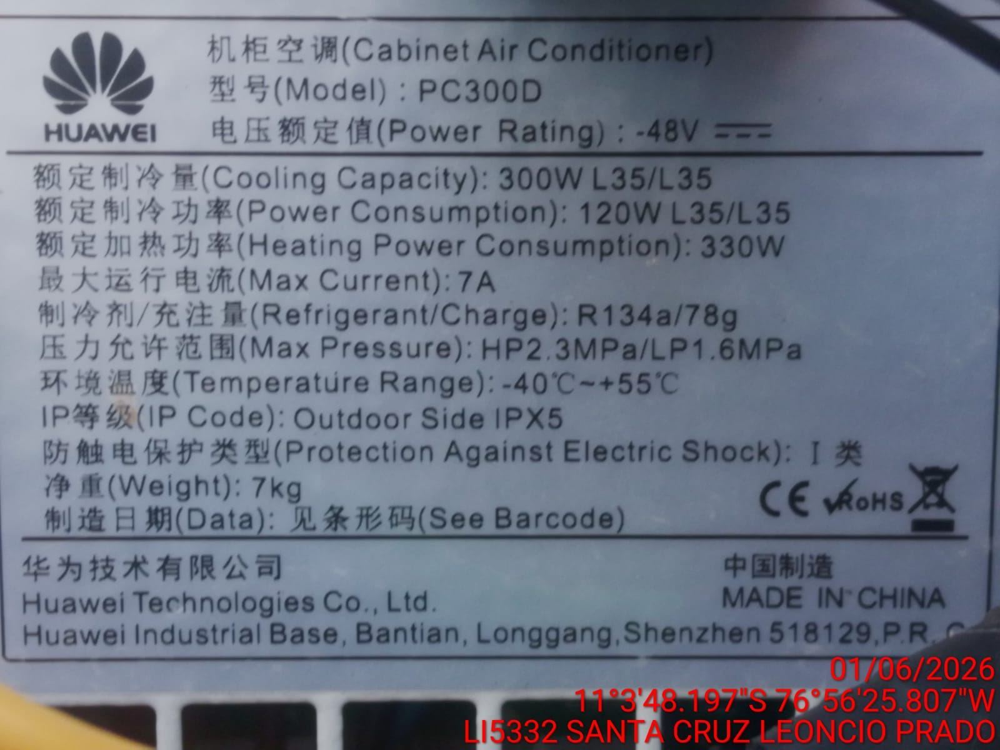 机柜空调(Cabinet Air Conditioner)
型号(Model) : PC300D
HUAWEI
电压额定值(Power Rating) : -48V
额定制冷量(Cooling Capacity): 300W L35/L35
额定制冷功率(Power Consumption): 120W L35/L35
额定加热功率(Heating Power Consumption): 330W
最大运行电流(Max Current): 7A
制冷剂/充注量(Refrigerant/Charge): R134a/78g
压力允许范围(Max Pressure): HP2.3MPa/LP1.6MPa
环境温度(Temperature Range): -40℃~+55℃
IP等级(IP Code): Outdoor Side IPX5
防触电保护类型(Protection Against Electric Shock): I 类
净重(Weight): 7kg
CE RoHS
制造日期(Data): 见条形码(See Barcode)
华为技术有限公司
中国制造
Huawei Technologies Co., Ltd.
MADE IN CHINA
Huawei Industrial Base, Bantian, Longgang, Shenzhen 518129, P.R.
01/06/2026
11°3'48.197"S 76°56'25.807"W
LI5332 SANTA CRUZ LEONCIO PRADO